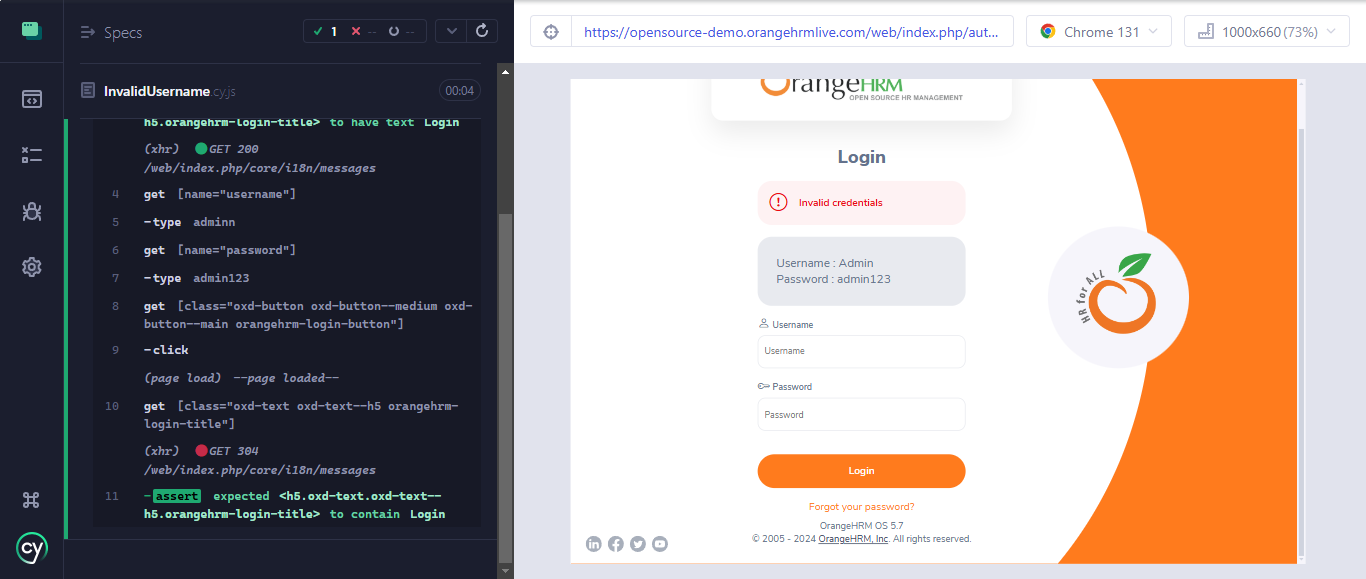 Specs
1 -- --
InvalidUsername.cy.js 00:04
h5.orangehrm-login-title> to have text Login
(xhr) GET 200
/web/index.php/core/i18n/messages
4 get [name="username"]
5 -type adminn
6 get [name="password"]
7 -type admin123
8 get [class="oxd-button oxd-button--medium oxd-
button--main orangehrm-login-button"]
9 -click
(page load) --page loaded--
10 get [class="oxd-text oxd-text--h5 orangehrm-
login-title"]
(xhr) GET 304
/web/index.php/core/i18n/messages
11 -assert expected <h5.oxd-text.oxd-text--
h5.orangehrm-login-title> to contain Login
cy
https://opensource-demo.orangehrmlive.com/web/index.php/aut...
Chrome 131
1000x660 (73%)
OrangeHRM
OPEN SOURCE HR MANAGEMENT
Login
Invalid credentials
Username : Admin
Password : admin123
Username
Username
Password
Password
Login
Forgot your password?
OrangeHRM OS 5.7
© 2005 - 2024 OrangeHRM, Inc. All rights reserved.
HR for ALL